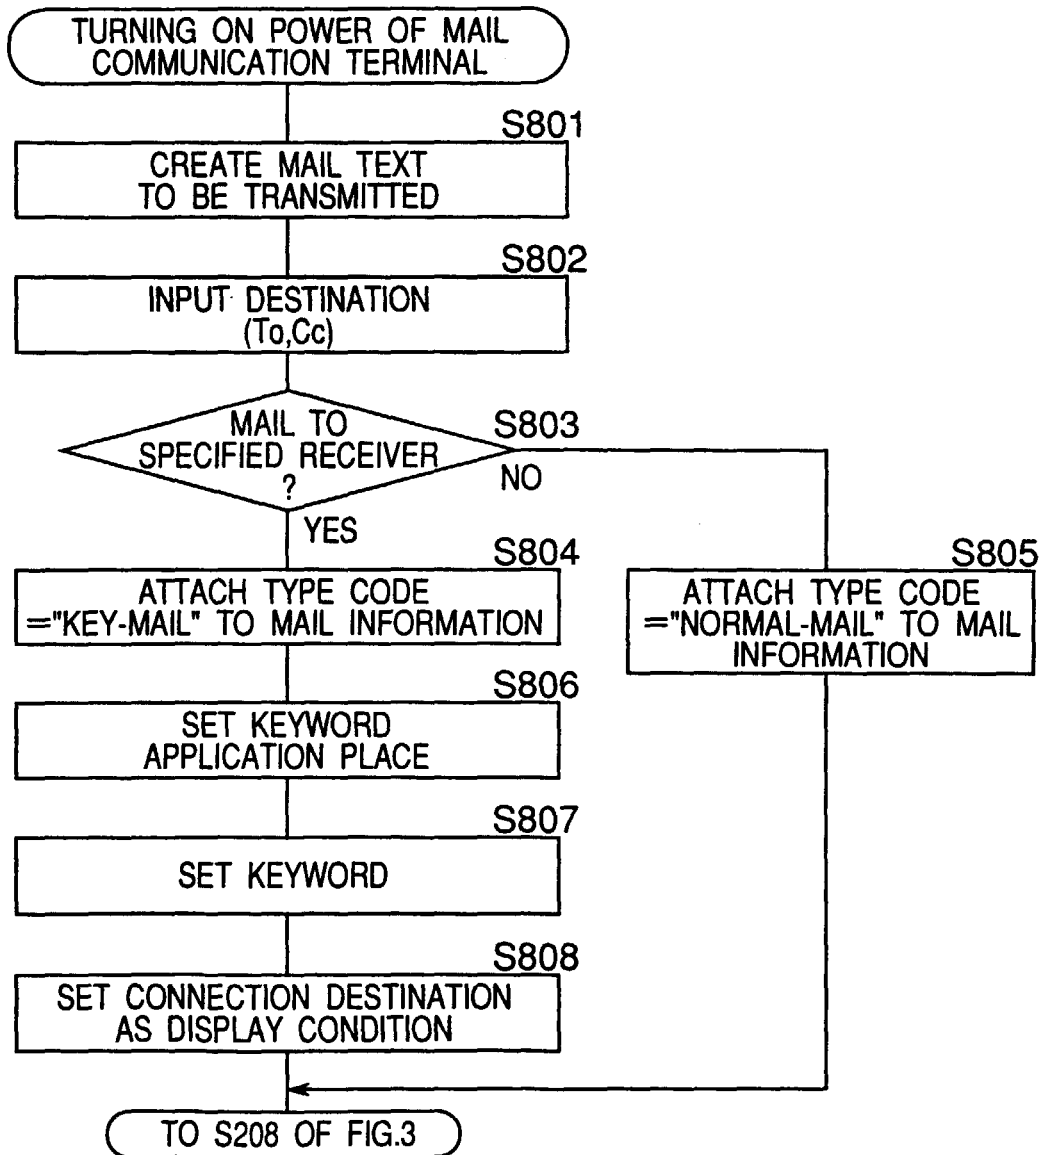 TURNING ON POWER OF MAIL
COMMUNICATION TERMINAL
S801
CREATE MAIL TEXT
TO BE TRANSMITTED
S802
INPUT DESTINATION
(To,Cc)
S803
MAIL TO
SPECIFIED RECEIVER
?
NO
YES
S804
ATTACH TYPE CODE
="KEY-MAIL" TO MAIL INFORMATION
S805
ATTACH TYPE CODE
="NORMAL-MAIL" TO MAIL
INFORMATION
S806
SET KEYWORD
APPLICATION PLACE
S807
SET KEYWORD
S808
SET CONNECTION DESTINATION
AS DISPLAY CONDITION
TO S208 OF FIG.3